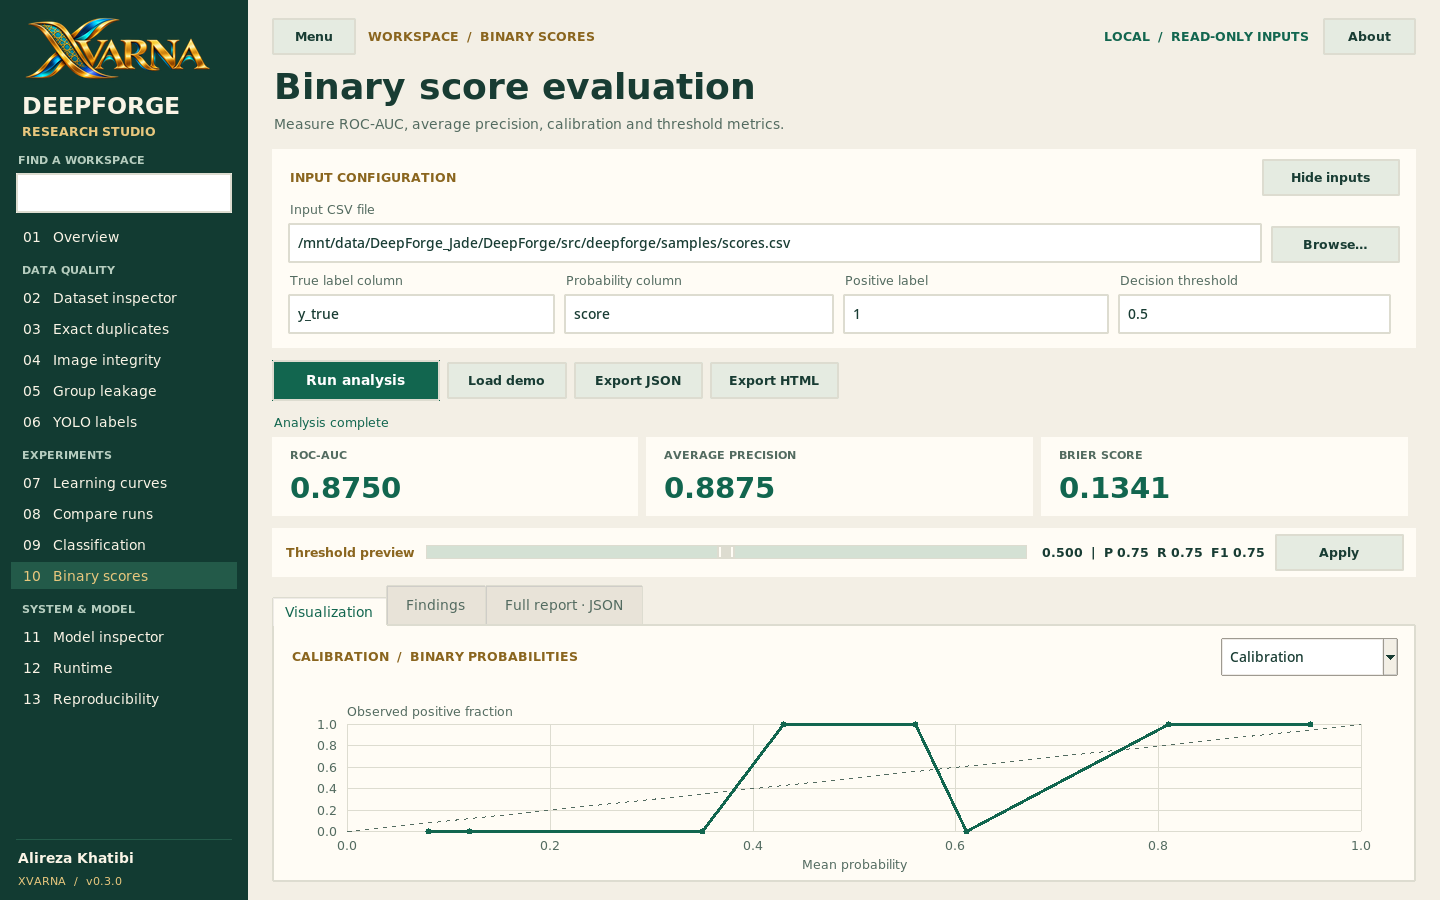 XVARNA
DEEPFORGE
RESEARCH STUDIO
FIND A WORKSPACE
01 Overview
DATA QUALITY
02 Dataset inspector
03 Exact duplicates
04 Image integrity
05 Group leakage
06 YOLO labels
EXPERIMENTS
07 Learning curves
08 Compare runs
09 Classification
10 Binary scores
SYSTEM & MODEL
11 Model inspector
12 Runtime
13 Reproducibility
Alireza Khatibi
XVARNA / v0.3.0
Menu WORKSPACE / BINARY SCORES LOCAL / READ-ONLY INPUTS About
Binary score evaluation
Measure ROC-AUC, average precision, calibration and threshold metrics.
INPUT CONFIGURATION Hide inputs
Input CSV file
/mnt/data/DeepForge_Jade/DeepForge/src/deepforge/samples/scores.csv Browse...
True label column Probability column Positive label Decision threshold
y_true score 1 0.5
Run analysis Load demo Export JSON Export HTML
Analysis complete
ROC-AUC AVERAGE PRECISION BRIER SCORE
0.8750 0.8875 0.1341
Threshold preview 0.500 | P 0.75 R 0.75 F1 0.75 Apply
Visualization Findings Full report · JSON
CALIBRATION / BINARY PROBABILITIES Calibration
Observed positive fraction
1.0
0.8
0.6
0.4
0.2
0.0
0.0 0.2 0.4 0.6 0.8 1.0
Mean probability